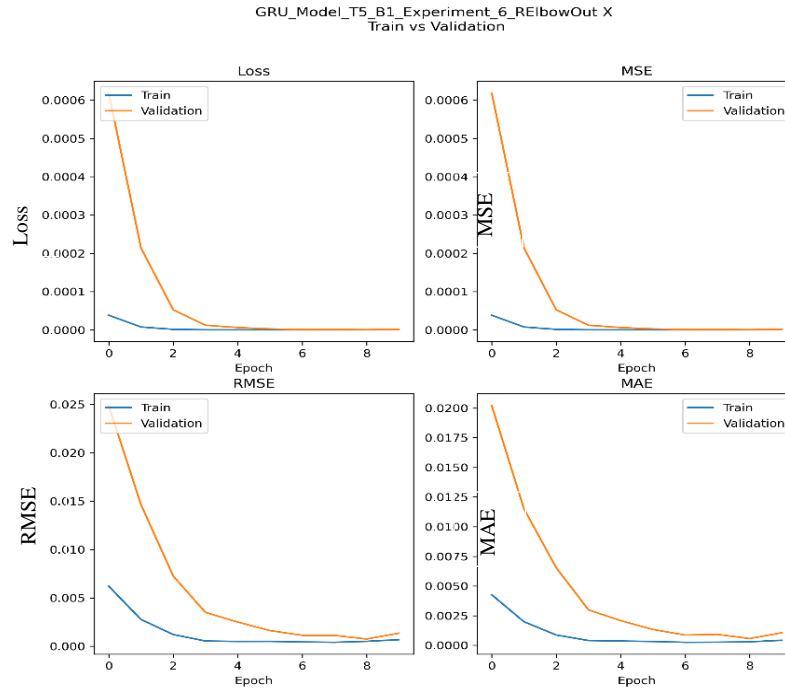 GRU_Model_T5_B1_Experiment_6_RElbowOut X
Train vs Validation
Loss
Train
Validation
Loss
0.0006
0.0005
0.0004
0.0003
0.0002
0.0001
0.0000
0 2 4 6 8
Epoch
MSE
Train
Validation
MSE
0.0006
0.0005
0.0004
0.0003
0.0002
0.0001
0.0000
0 2 4 6 8
Epoch
RMSE
Train
Validation
RMSE
0.025
0.020
0.015
0.010
0.005
0.000
0 2 4 6 8
Epoch
MAE
Train
Validation
MAE
0.0200
0.0175
0.0150
0.0125
0.0100
0.0075
0.0050
0.0025
0.0000
0 2 4 6 8
Epoch